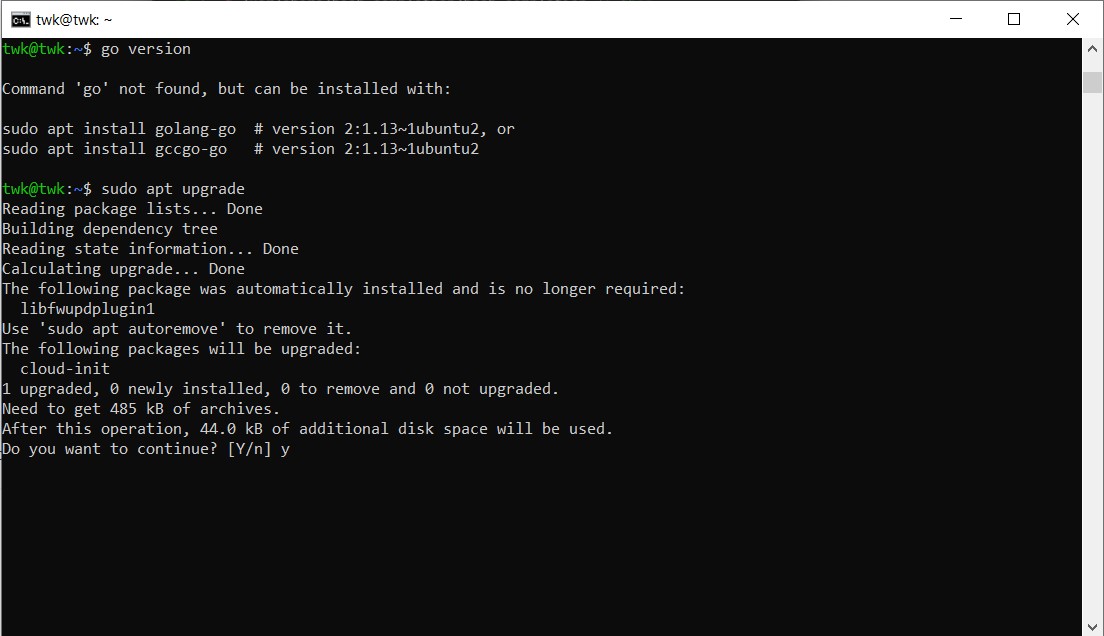 twk@twk: ~
twk@twk:~$ go version
Command 'go' not found, but can be installed with:
sudo apt install golang-go  # version 2:1.13~1ubuntu2, or
sudo apt install gccgo-go   # version 2:1.13~1ubuntu2
twk@twk:~$ sudo apt upgrade
Reading package lists... Done
Building dependency tree
Reading state information... Done
Calculating upgrade... Done
The following package was automatically installed and is no longer required:
  libfwupdplugin1
Use 'sudo apt autoremove' to remove it.
The following packages will be upgraded:
  cloud-init
1 upgraded, 0 newly installed, 0 to remove and 0 not upgraded.
Need to get 485 kB of archives.
After this operation, 44.0 kB of additional disk space will be used.
Do you want to continue? [Y/n] y